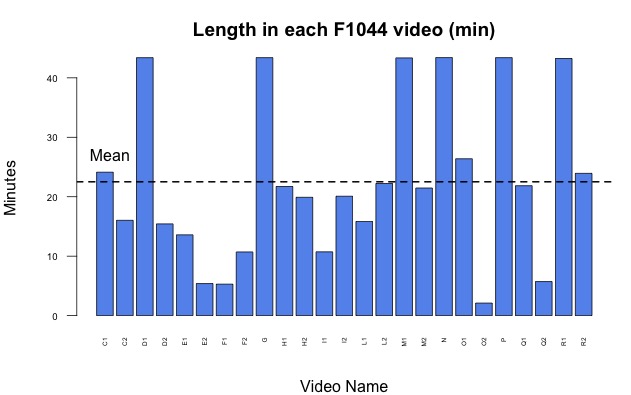 Length in each F1044 video (min)
Minutes
40
30
20
10
0
Mean
C1 C2 D1 D2 E1 E2 F1 F2 G H1 H2 I1 I2 L1 L2 M1 M2 N O1 O2 P Q1 Q2 R1 R2
Video Name